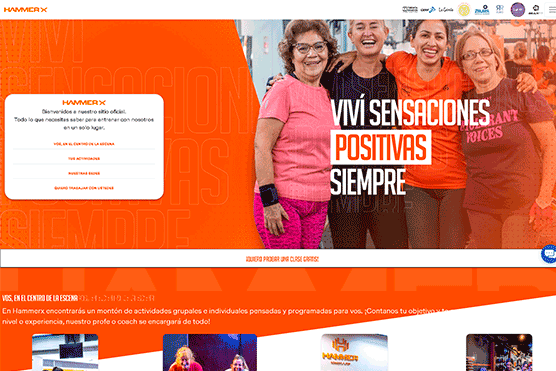 HAMMER X
HAMMER X
Bienvenidos a nuestro sitio oficial.
Todo lo que necesitas saber para entrenar con nosotros
en un solo lugar.
VOS, EN EL CENTRO DE LA ESCENA
TUS ACTIVIDADES
NUESTRAS SEDES
QUIERO TRABAJAR CON USTEDES
VIVÍ SENSACIONES
POSITIVAS
SIEMPRE
VOICES
¡QUIERO PROBAR UNA CLASE GRATIS!
VOS, EN EL CENTRO DE LA ESCENA
En Hammerx encontrarás un montón de actividades grupales o individuales pensadas y programadas para vos. ¡Contanos tu objetivo y
nivel o experiencia, nuestro profe o coach se encargará de todo!
HAMMER X